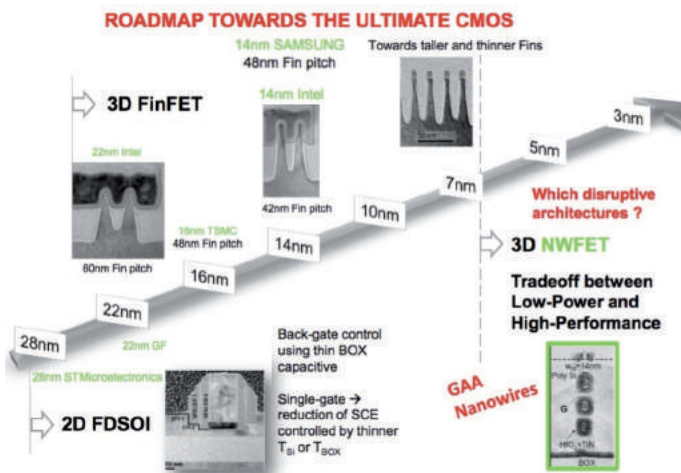 ROADMAP TOWARDS THE ULTIMATE CMOS
14nm SAMSUNG
48nm Fin pitch
Towards taller and thinner Fins
3D FinFET
14nm Intel
22nm Intel
42nm Fin pitch
60nm Fin pitch
16nm TSMC
48nm Fin pitch
28nm
22nm
16nm
14nm
10nm
7nm
5nm
3nm
Which disruptive
architectures ?
3D NWFET
Tradeoff between
Low-Power and
High-Performance
22nm GF
28nm STMicroelectronics
2D FDSOI
Back-gate control
using thin BOX
capacitive
Single-gate →
reduction of SCE
controlled by thinner
TSi or TBOX
GAA
Nanowires
=14nm
Poly Si
G
BOX